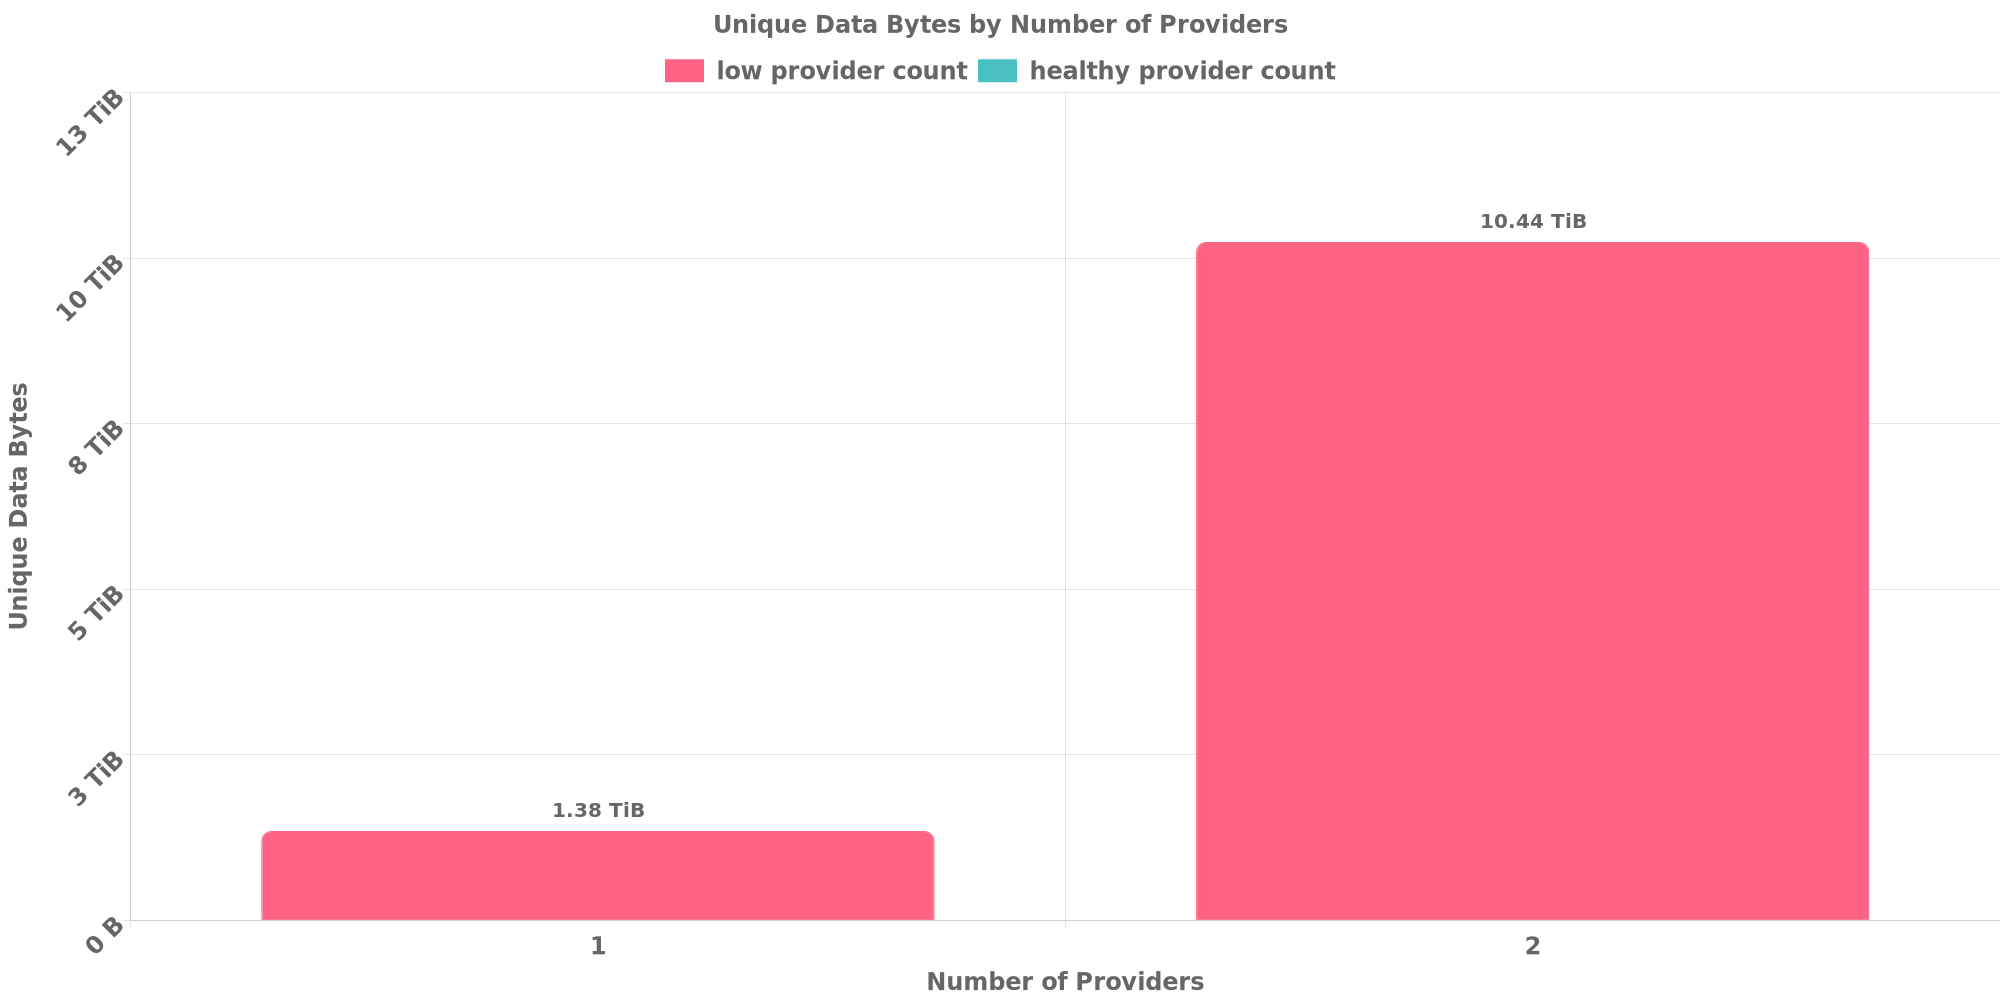 Unique Data Bytes by Number of Providers
low provider count
healthy provider count
Unique Data Bytes
13 TiB
10 TiB
8 TiB
5 TiB
3 TiB
0 B
1.38 TiB
10.44 TiB
1
2
Number of Providers